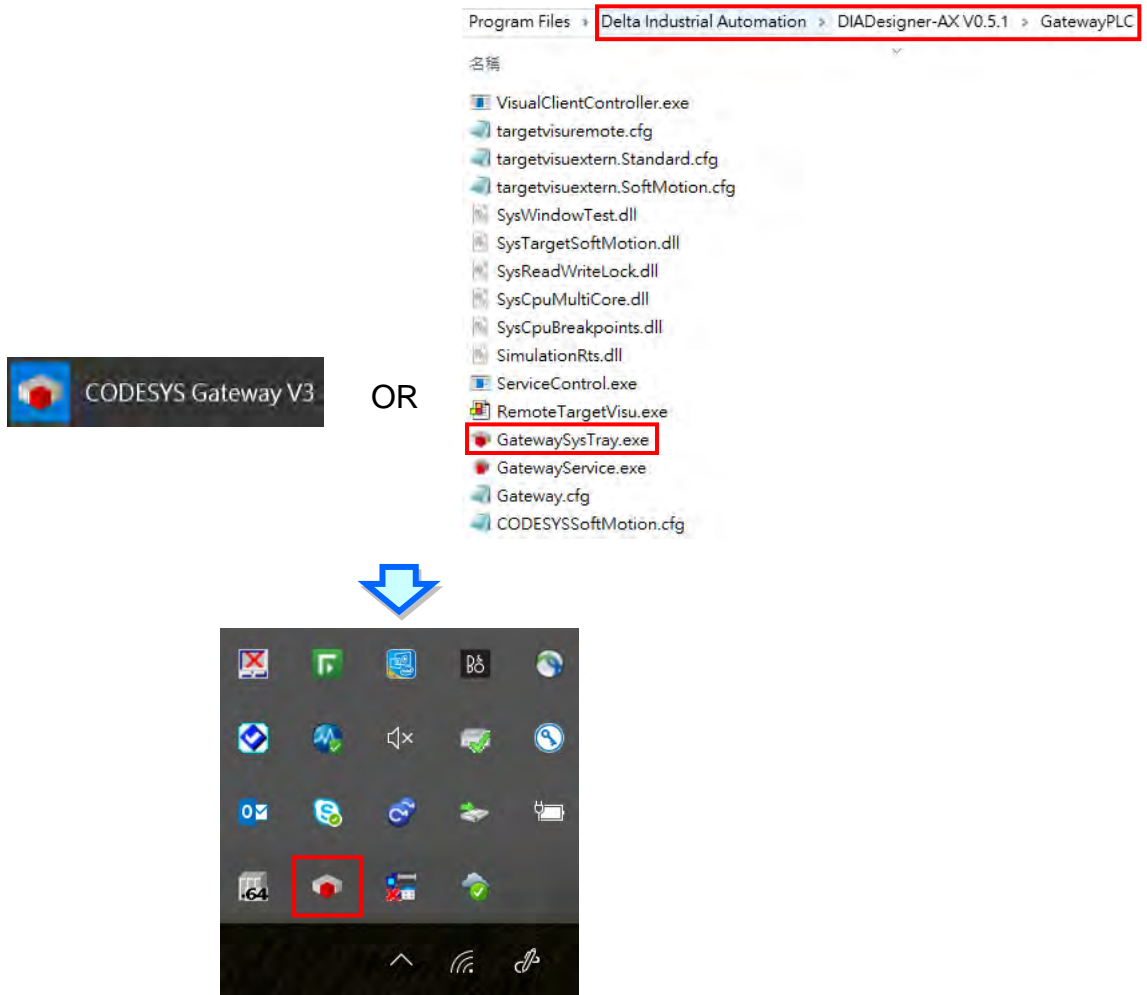 Program Files › Delta Industrial Automation › DIADesigner-AX V0.5.1 › GatewayPLC
名稱
VisualClientController.exe
targetvisuremote.cfg
targetvisuextern.Standard.cfg
targetvisuextern.SoftMotion.cfg
SysWindowTest.dll
SysTargetSoftMotion.dll
SysReadWriteLock.dll
SysCpuMultiCore.dll
SysCpuBreakpoints.dll
SimulationRts.dll
ServiceControl.exe
RemoteTargetVisu.exe
GatewaySysTray.exe
GatewayService.exe
Gateway.cfg
CODESYSSoftMotion.cfg
CODESYS Gateway V3
OR
.64